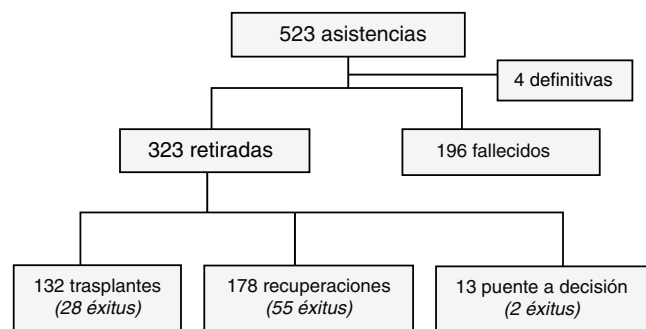 523 asistencias
4 definitivas
323 retiradas
196 fallecidos
132 trasplantes
(28 éxitus)
178 recuperaciones
(55 éxitus)
13 puente a decisión
(2 éxitus)